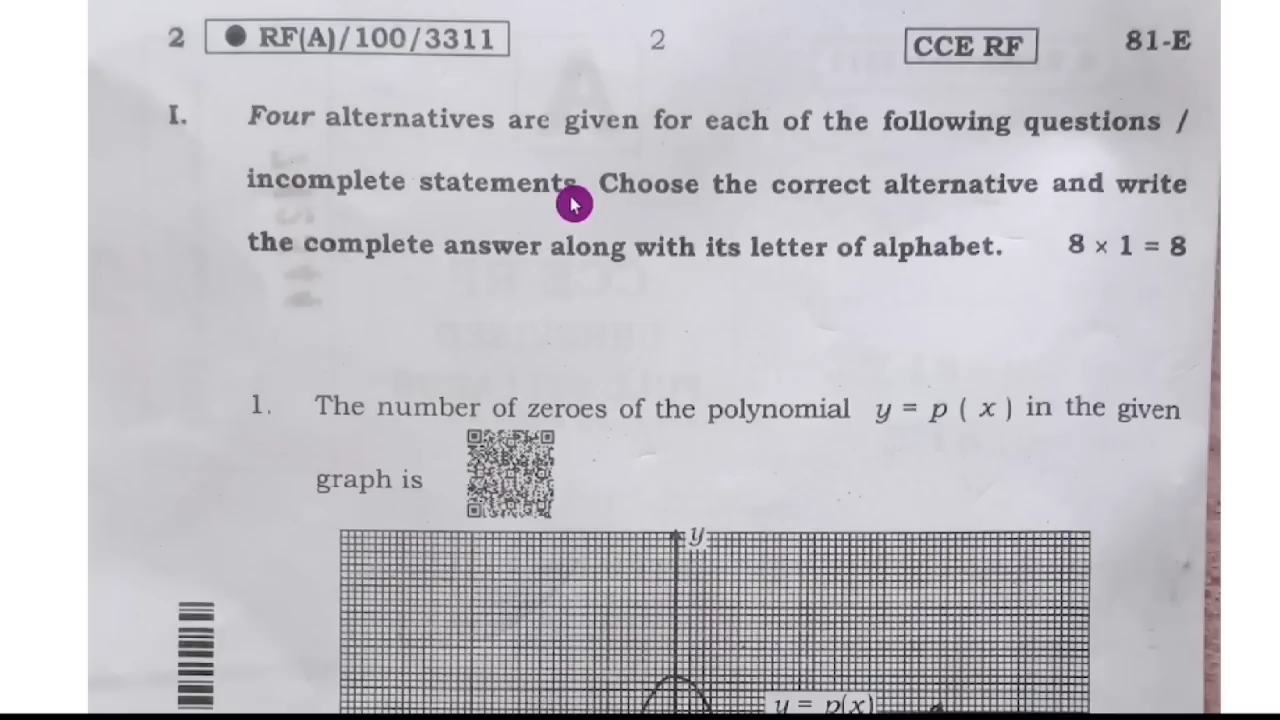 2 ● RF(A)/100/3311 2 CCE RF 81-E
I. Four alternatives are given for each of the following questions /
incomplete statements. Choose the correct alternative and write
the complete answer along with its letter of alphabet. 8 × 1 = 8
1. The number of zeroes of the polynomial y = p ( x ) in the given
graph is
y
y = p(x)